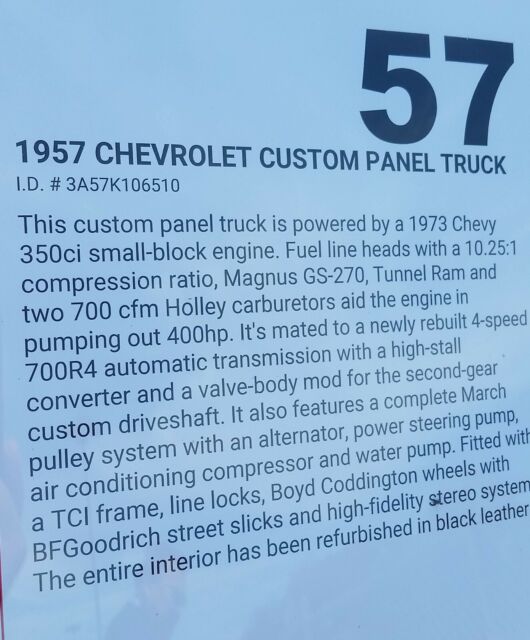 57
1957 CHEVROLET CUSTOM PANEL TRUCK
I.D. # 3A57K106510
This custom panel truck is powered by a 1973 Chevy
350ci small-block engine. Fuel line heads with a 10.25:1
compression ratio, Magnus GS-270, Tunnel Ram and
two 700 cfm Holley carburetors aid the engine in
pumping out 400hp. It's mated to a newly rebuilt 4-speed
700R4 automatic transmission with a high-stall
converter and a valve-body mod for the second-gear
custom driveshaft. It also features a complete March
pulley system with an alternator, power steering pump,
air conditioning compressor and water pump. Fitted with
a TCI frame, line locks, Boyd Coddington wheels with
BFGoodrich street slicks and high-fidelity stereo system
The entire interior has been refurbished in black leather